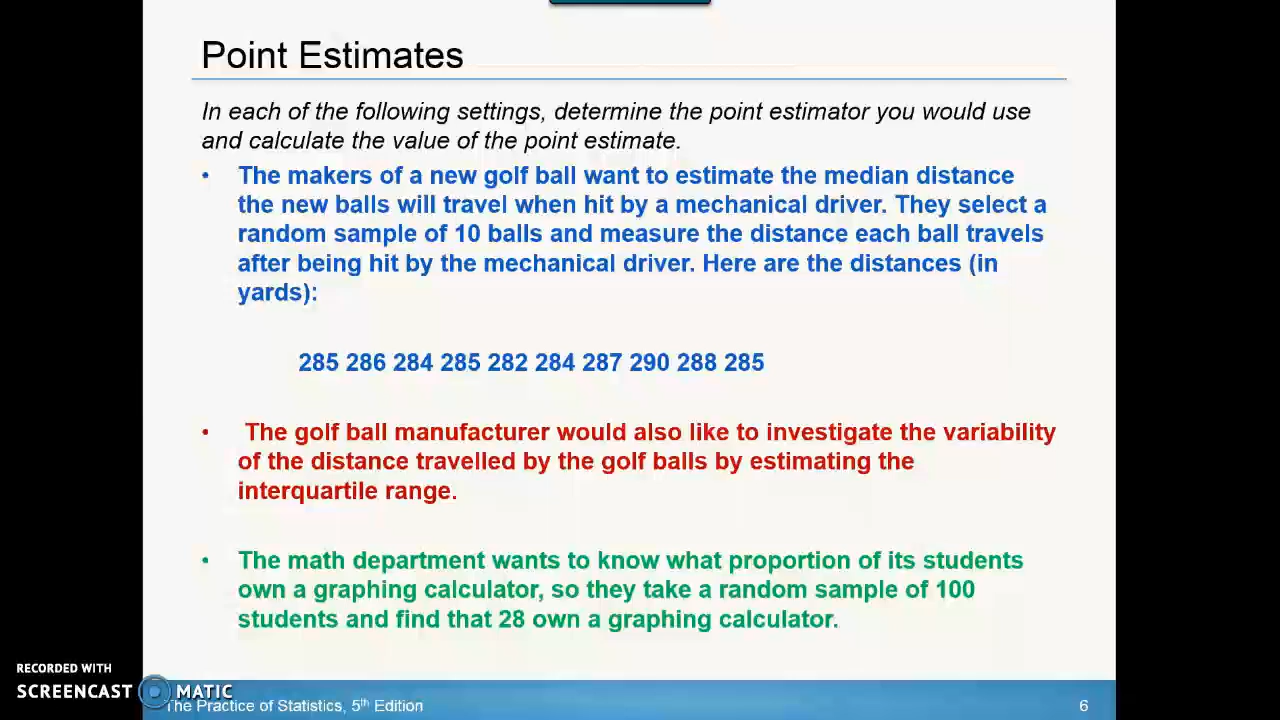 Point Estimates
In each of the following settings, determine the point estimator you would use
and calculate the value of the point estimate.
• The makers of a new golf ball want to estimate the median distance
the new balls will travel when hit by a mechanical driver. They select a
random sample of 10 balls and measure the distance each ball travels
after being hit by the mechanical driver. Here are the distances (in
yards):
285 286 284 285 282 284 287 290 288 285
• The golf ball manufacturer would also like to investigate the variability
of the distance travelled by the golf balls by estimating the
interquartile range.
• The math department wants to know what proportion of its students
own a graphing calculator, so they take a random sample of 100
students and find that 28 own a graphing calculator.
RECORDED WITH
SCREENCAST MATIC
The Practice of Statistics, 5th Edition
6